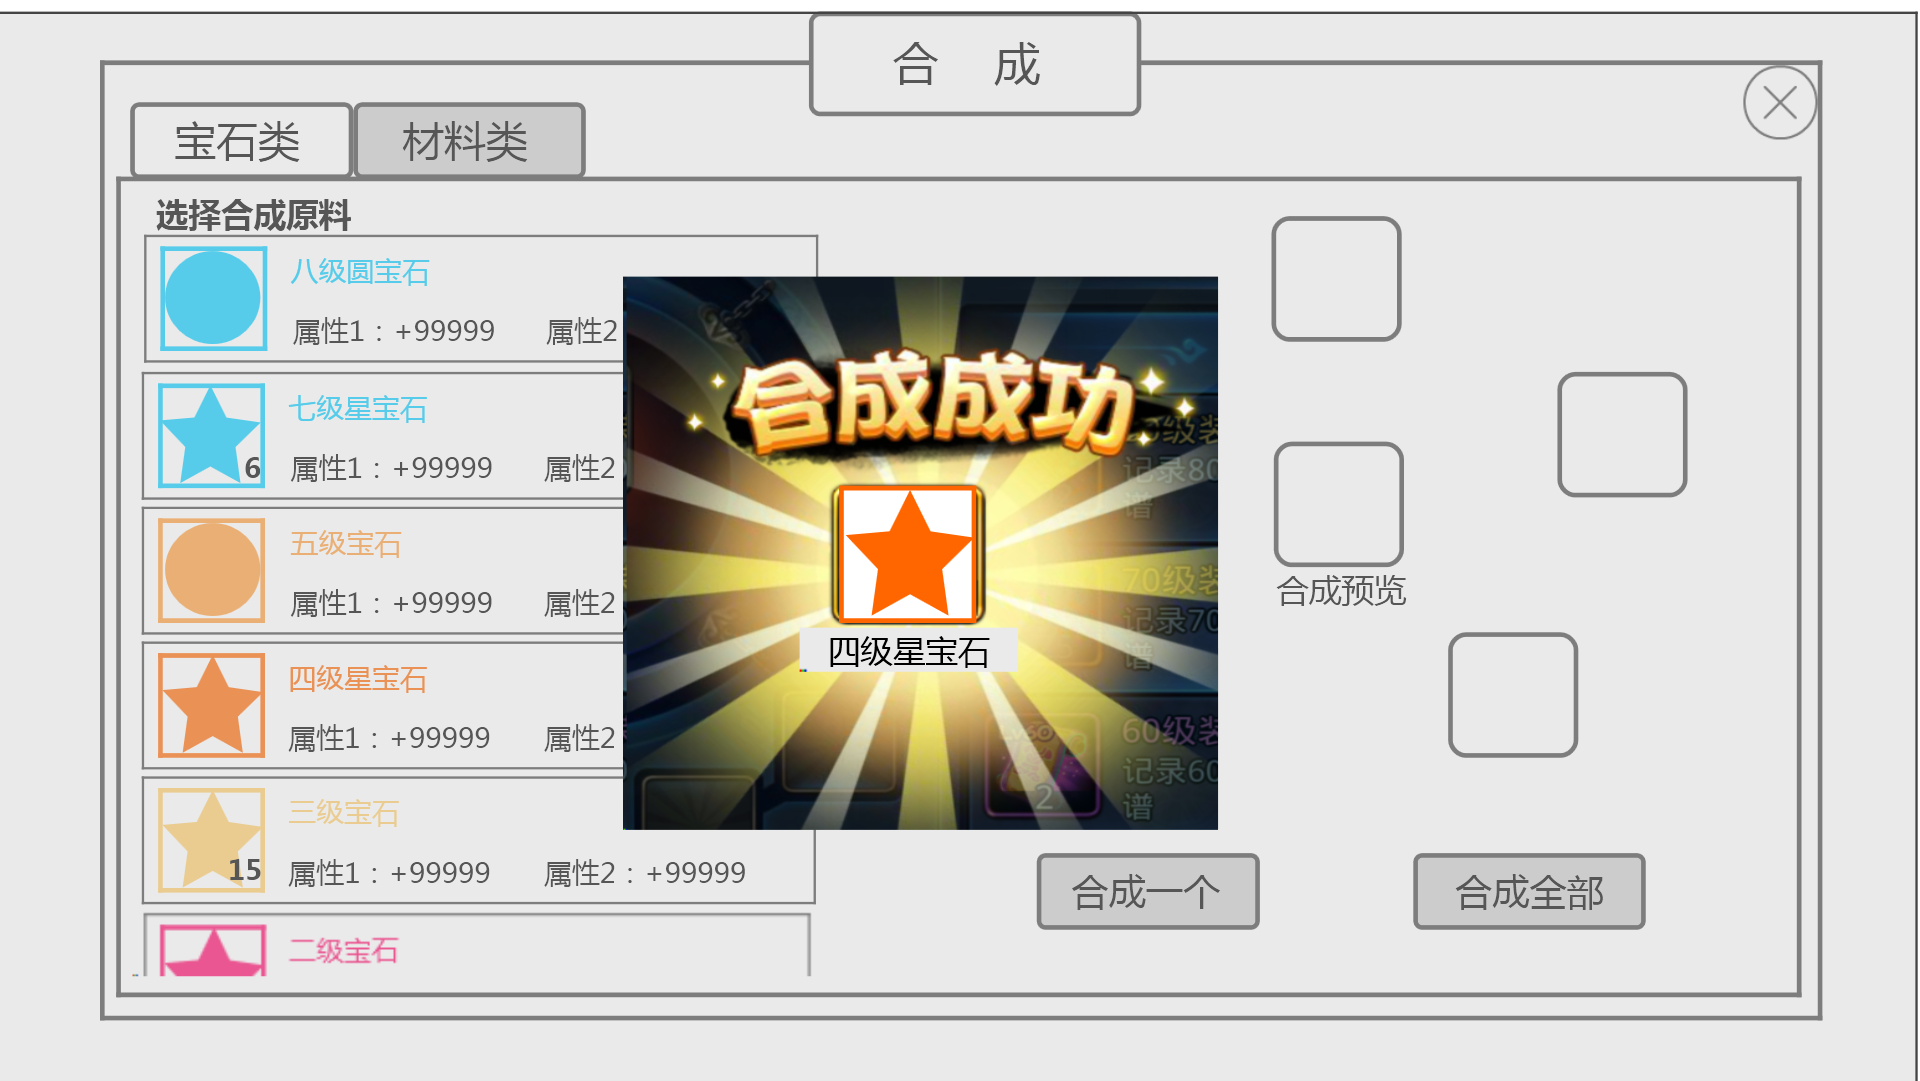 合 成
宝石类 材料类
选择合成原料
八级圆宝石
属性1：+99999 属性2
七级星宝石
6
属性1：+99999 属性2
五级宝石
属性1：+99999 属性2
四级星宝石
属性1：+99999 属性2
三级宝石
15
属性1：+99999 属性2：+99999
二级宝石
合成成功
级装
记录80
谱
四级星宝石
70级装
记录70
谱
60级装
记录60
谱
2
合成预览
合成一个 合成全部